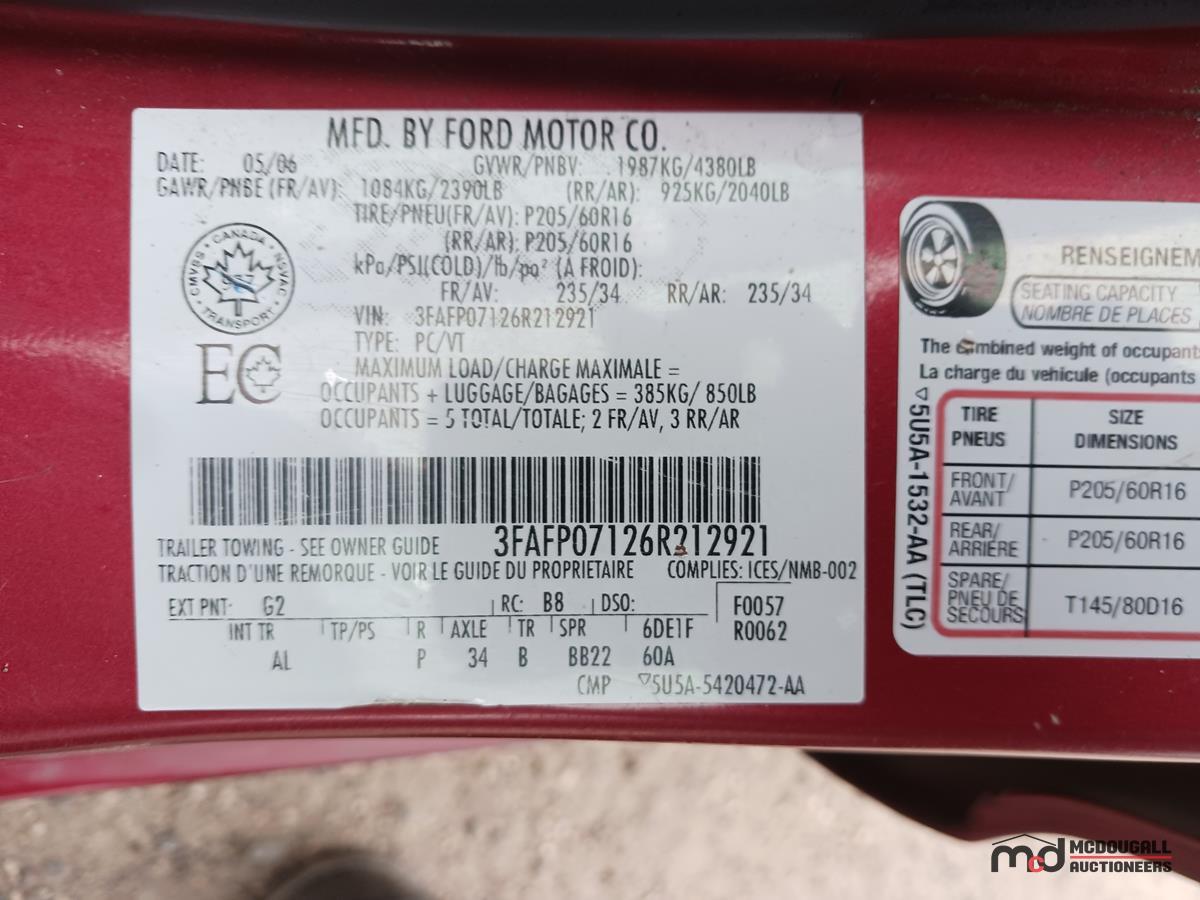 MFD. BY FORD MOTOR CO.
DATE: 05/06 GVWR/PNBV: 1987KG/4380LB
GAWR/PNBE (FR/AV): 1084KG/2390LB (RR/AR): 925KG/2040LB
TIRE/PNEU(FR/AV): P205/60R16
(RR/AR): P205/60R16
kPa/PSI(COLD)/lb/po² (A FROID):
FR/AV: 235/34 RR/AR: 235/34
VIN: 3FAFP07126R212921
TYPE: PC/VT
MAXIMUM LOAD/CHARGE MAXIMALE =
OCCUPANTS + LUGGAGE/BAGAGES = 385KG/ 850LB
OCCUPANTS = 5 TOTAL/TOTALE; 2 FR/AV, 3 RR/AR
CANADA
CMVSS
NSVAC
TRANSPORT
EC
3FAFP07126R212921
TRAILER TOWING - SEE OWNER GUIDE
TRACTION D'UNE REMORQUE - VOIR LE GUIDE DU PROPRIETAIRE COMPLIES: ICES/NMB-002
EXT PNT: G2 RC: B8 DSO: F0057
INT TR TP/PS R AXLE TR SPR 6DE1F R0062
AL P 34 B BB22 60A
CMP ▽5U5A-5420472-AA
RENSEIGNEM
SEATING CAPACITY
NOMBRE DE PLACES
The combined weight of occupants
La charge du vehicule (occupants
▽5U5A-1532-AA (TLC)
TIRE SIZE
PNEUS DIMENSIONS
FRONT/
AVANT P205/60R16
REAR/
ARRIÈRE P205/60R16
SPARE/
PNEU DE
SECOURS T145/80D16
mcd MCDOUGALL
AUCTIONEERS